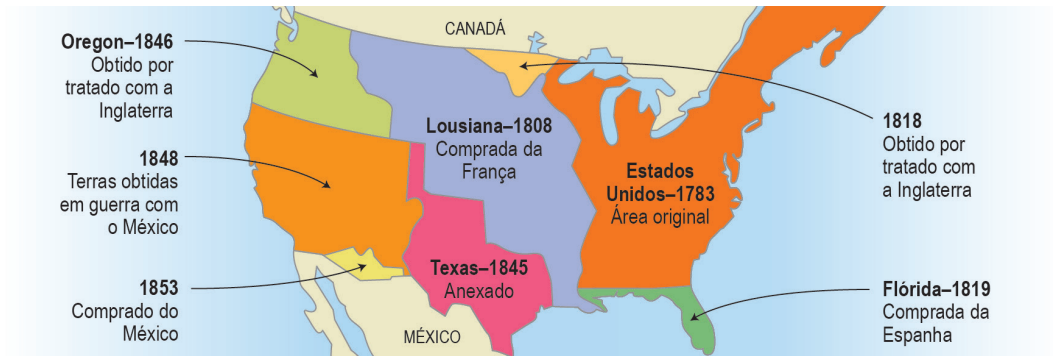 CANADÁ
Oregon–1846
Obtido por
tratado com a
Inglaterra
1848
Terras obtidas
em guerra com
o México
1853
Comprado do
México
Lousiana–1808
Comprada da
França
Estados
Unidos–1783
Área original
Texas–1845
Anexado
MÉXICO
1818
Obtido por
tratado com
a Inglaterra
Flórida–1819
Comprada da
Espanha